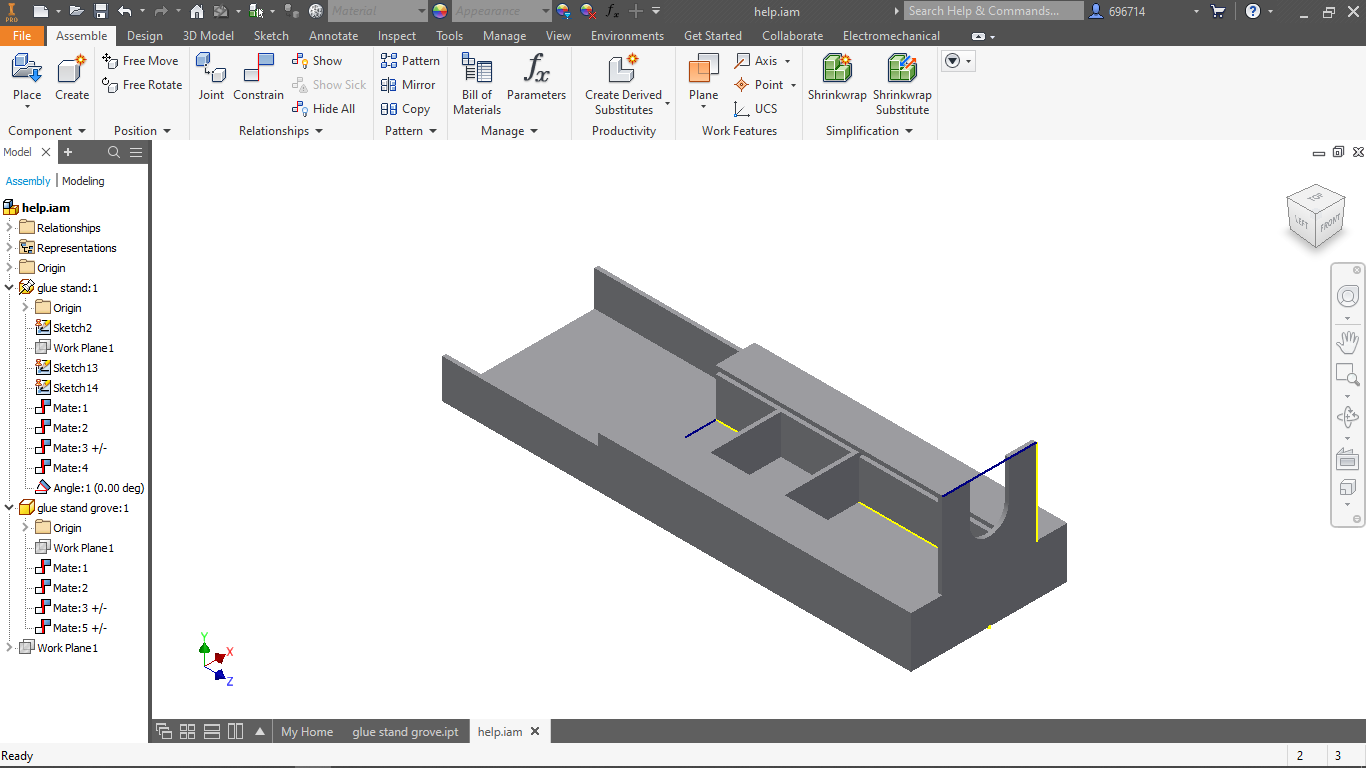 I PRO
Material
Appearance
fx
help.iam
Search Help & Commands...
696714
File
Assemble
Design
3D Model
Sketch
Annotate
Inspect
Tools
Manage
View
Environments
Get Started
Collaborate
Electromechanical
Place
Create
Free Move
Free Rotate
Joint
Constrain
Show
Show Sick
Hide All
Pattern
Mirror
Copy
Bill of
Materials
fx
Parameters
Create Derived
Substitutes
Plane
Axis
Point
UCS
Shrinkwrap
Shrinkwrap
Substitute
Component
Position
Relationships
Pattern
Manage
Productivity
Work Features
Simplification
Model
Assembly
Modeling
help.iam
Relationships
Representations
Origin
glue stand:1
Origin
Sketch2
Work Plane1
Sketch13
Sketch14
Mate:1
Mate:2
Mate:3 +/-
Mate:4
Angle:1 (0.00 deg)
glue stand grove:1
Origin
Work Plane1
Mate:1
Mate:2
Mate:3 +/-
Mate:5 +/-
Work Plane1
TOP
LEFT
FRONT
Y
X
Z
My Home
glue stand grove.ipt
help.iam
Ready
2
3